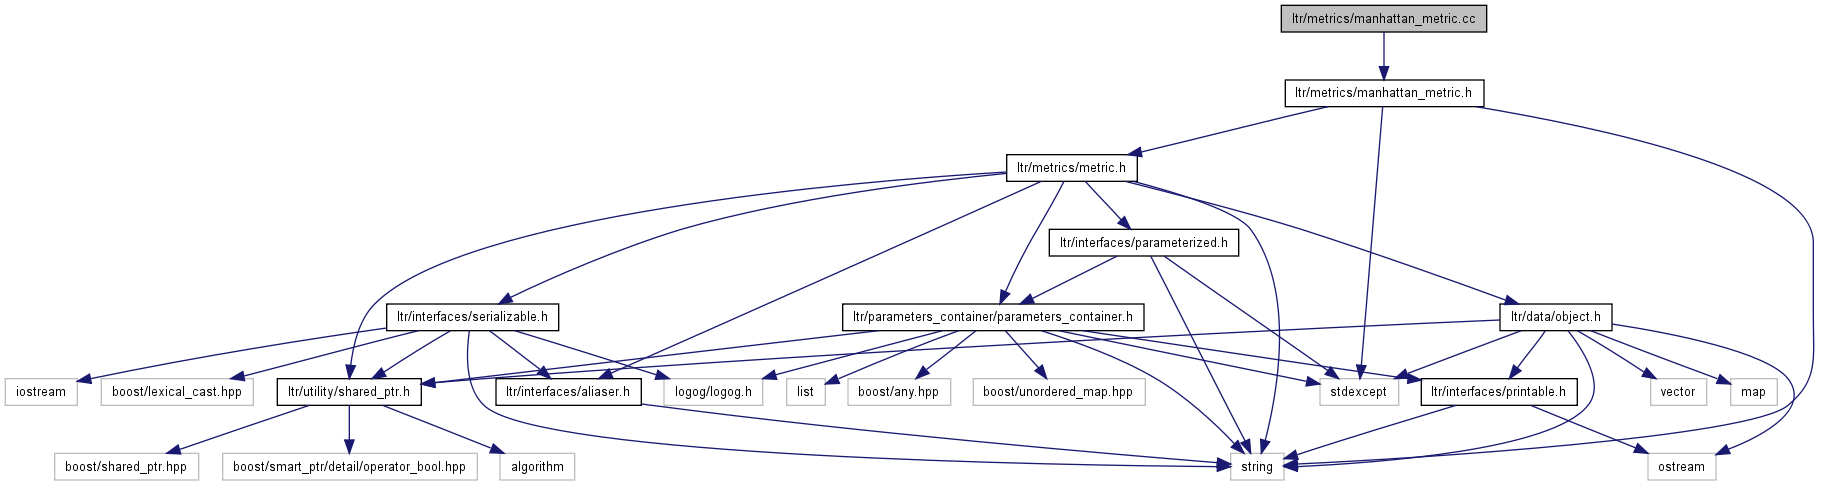 ltr/metrics/manhattan_metric.cc
ltr/metrics/manhattan_metric.h
ltr/metrics/metric.h
ltr/interfaces/parameterized.h
ltr/interfaces/serializable.h
ltr/parameters_container/parameters_container.h
ltr/data/object.h
iostream
boost/lexical_cast.hpp
ltr/utility/shared_ptr.h
ltr/interfaces/aliaser.h
logog/logog.h
list
boost/any.hpp
boost/unordered_map.hpp
stdexcept
ltr/interfaces/printable.h
vector
map
boost/shared_ptr.hpp
boost/smart_ptr/detail/operator_bool.hpp
algorithm
string
ostream